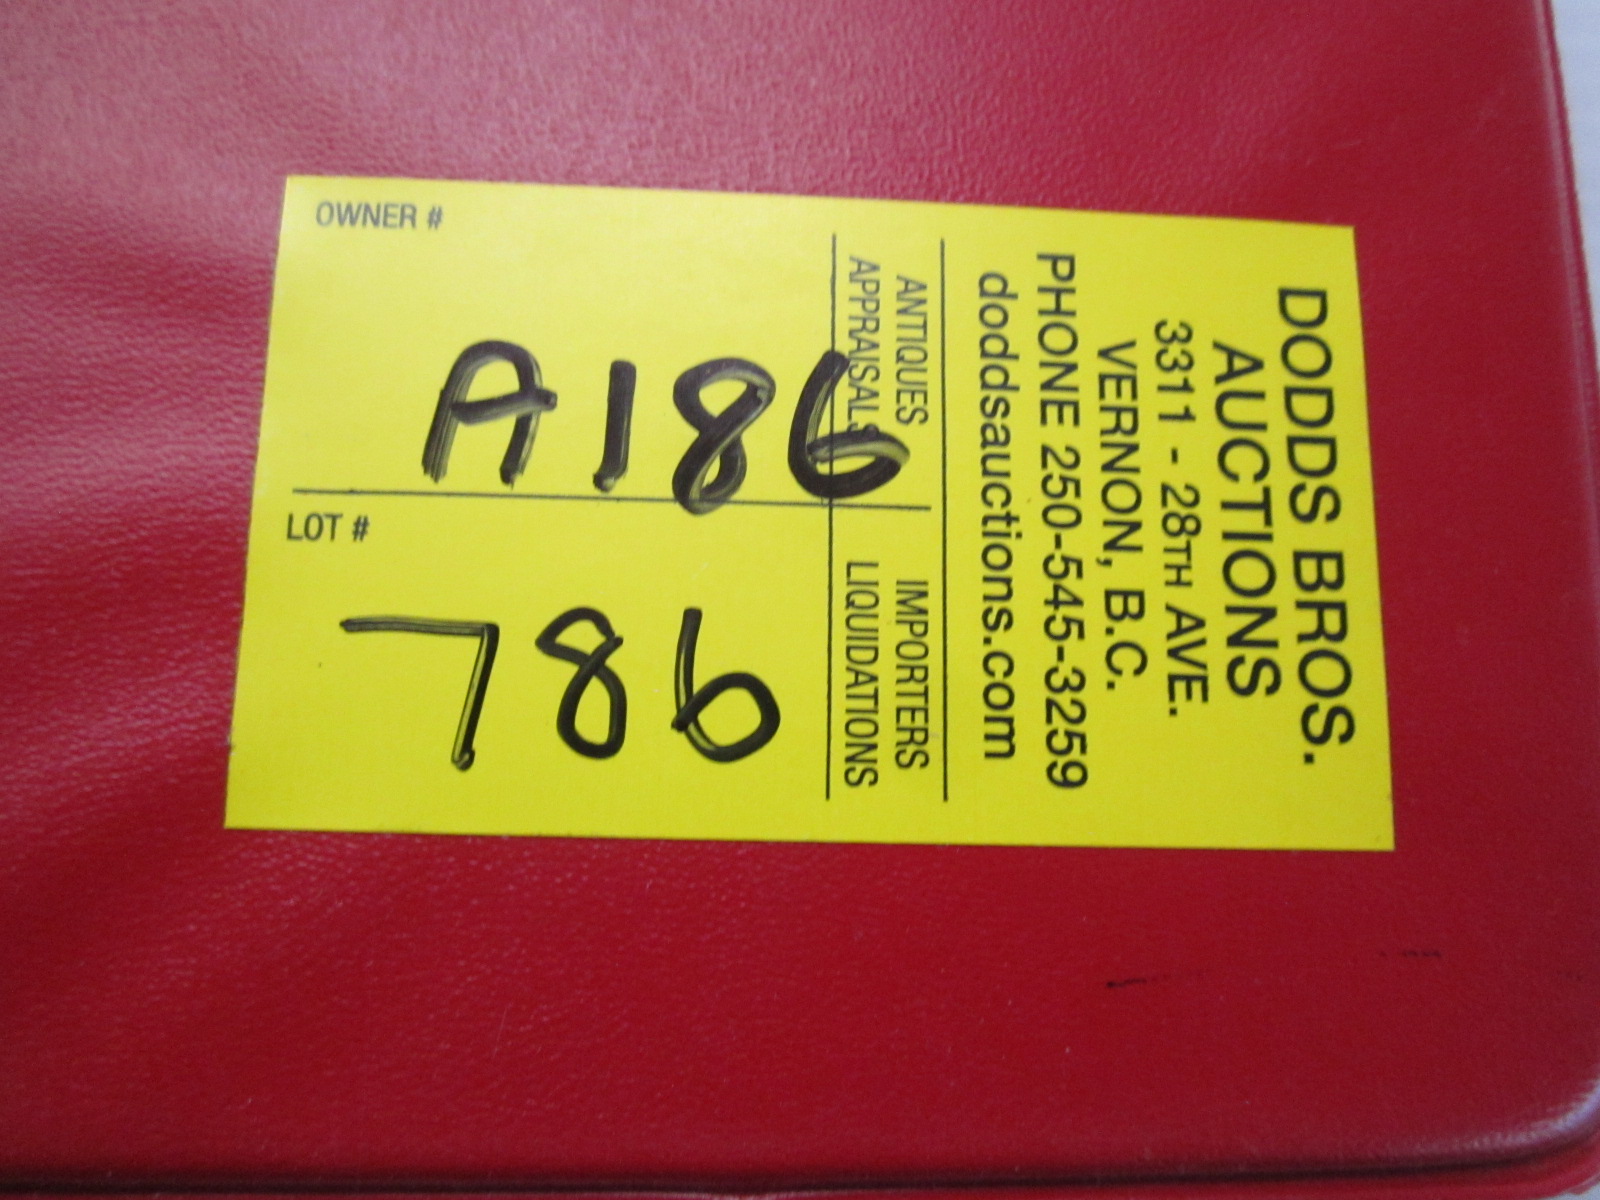 DODDS BROS.
AUCTIONS
3311 - 28TH AVE.
VERNON, B.C.
PHONE 250-545-3259
doddsauctions.com
ANTIQUES IMPORTERS
APPRAISALS LIQUIDATIONS
OWNER #
A186
LOT #
786